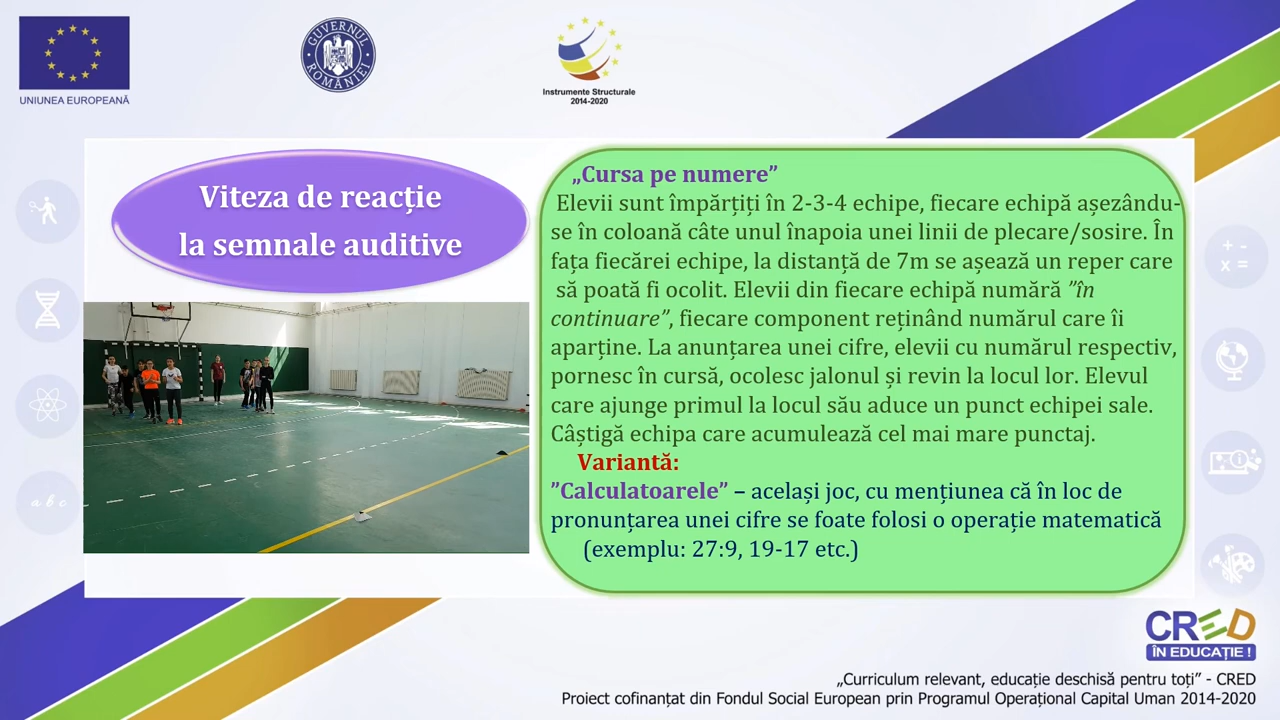 UNIUNEA EUROPEANĂ
GUVERNUL ROMÂNIEI
Instrumente Structurale
2014-2020
Viteza de reacție
la semnale auditive
„Cursa pe numere”
Elevii sunt împărțiți în 2-3-4 echipe, fiecare echipă așezându-
se în coloană câte unul înapoia unei linii de plecare/sosire. În
fața fiecărei echipe, la distanță de 7m se așează un reper care
să poată fi ocolit. Elevii din fiecare echipă numără ”în
continuare”, fiecare component reținând numărul care îi
aparține. La anunțarea unei cifre, elevii cu numărul respectiv,
pornesc în cursă, ocolesc jalonul și revin la locul lor. Elevul
care ajunge primul la locul său aduce un punct echipei sale.
Câștigă echipa care acumulează cel mai mare punctaj.
Variantă:
”Calculatoarele” – același joc, cu mențiunea că în loc de
pronunțarea unei cifre se foate folosi o operație matematică
(exemplu: 27:9, 19-17 etc.)
+ -
x =
a b c
CRED
ÎN EDUCAȚIE !
„Curriculum relevant, educație deschisă pentru toți” - CRED
Proiect cofinanțat din Fondul Social European prin Programul Operațional Capital Uman 2014-2020